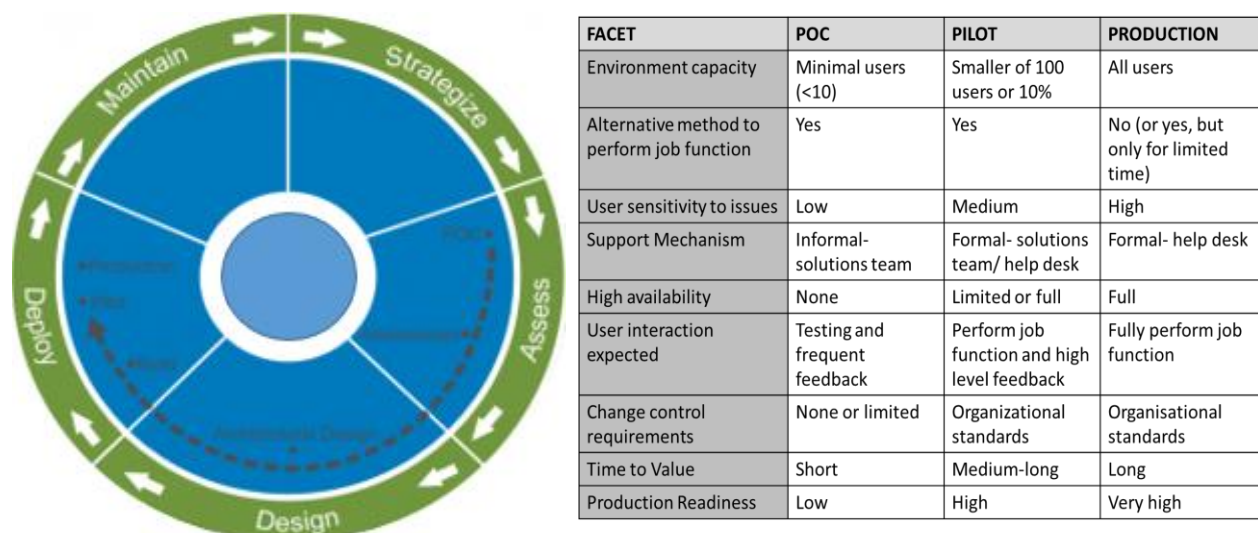 Maintain
Strategize
Assess
Design
Deploy
Production
Pilot
Architectural Design
FACET POC PILOT PRODUCTION
Environment capacity Minimal users Smaller of 100 All users
(<10) users or 10%
Alternative method to Yes Yes No (or yes, but
perform job function only for limited
time)
User sensitivity to issues Low Medium High
Support Mechanism Informal- Formal- solutions Formal- help desk
solutions team team/ help desk
High availability None Limited or full Full
User interaction Testing and Perform job Fully perform job
expected frequent function and high function
feedback level feedback
Change control None or limited Organizational Organisational
requirements standards standards
Time to Value Short Medium-long Long
Production Readiness Low High Very high